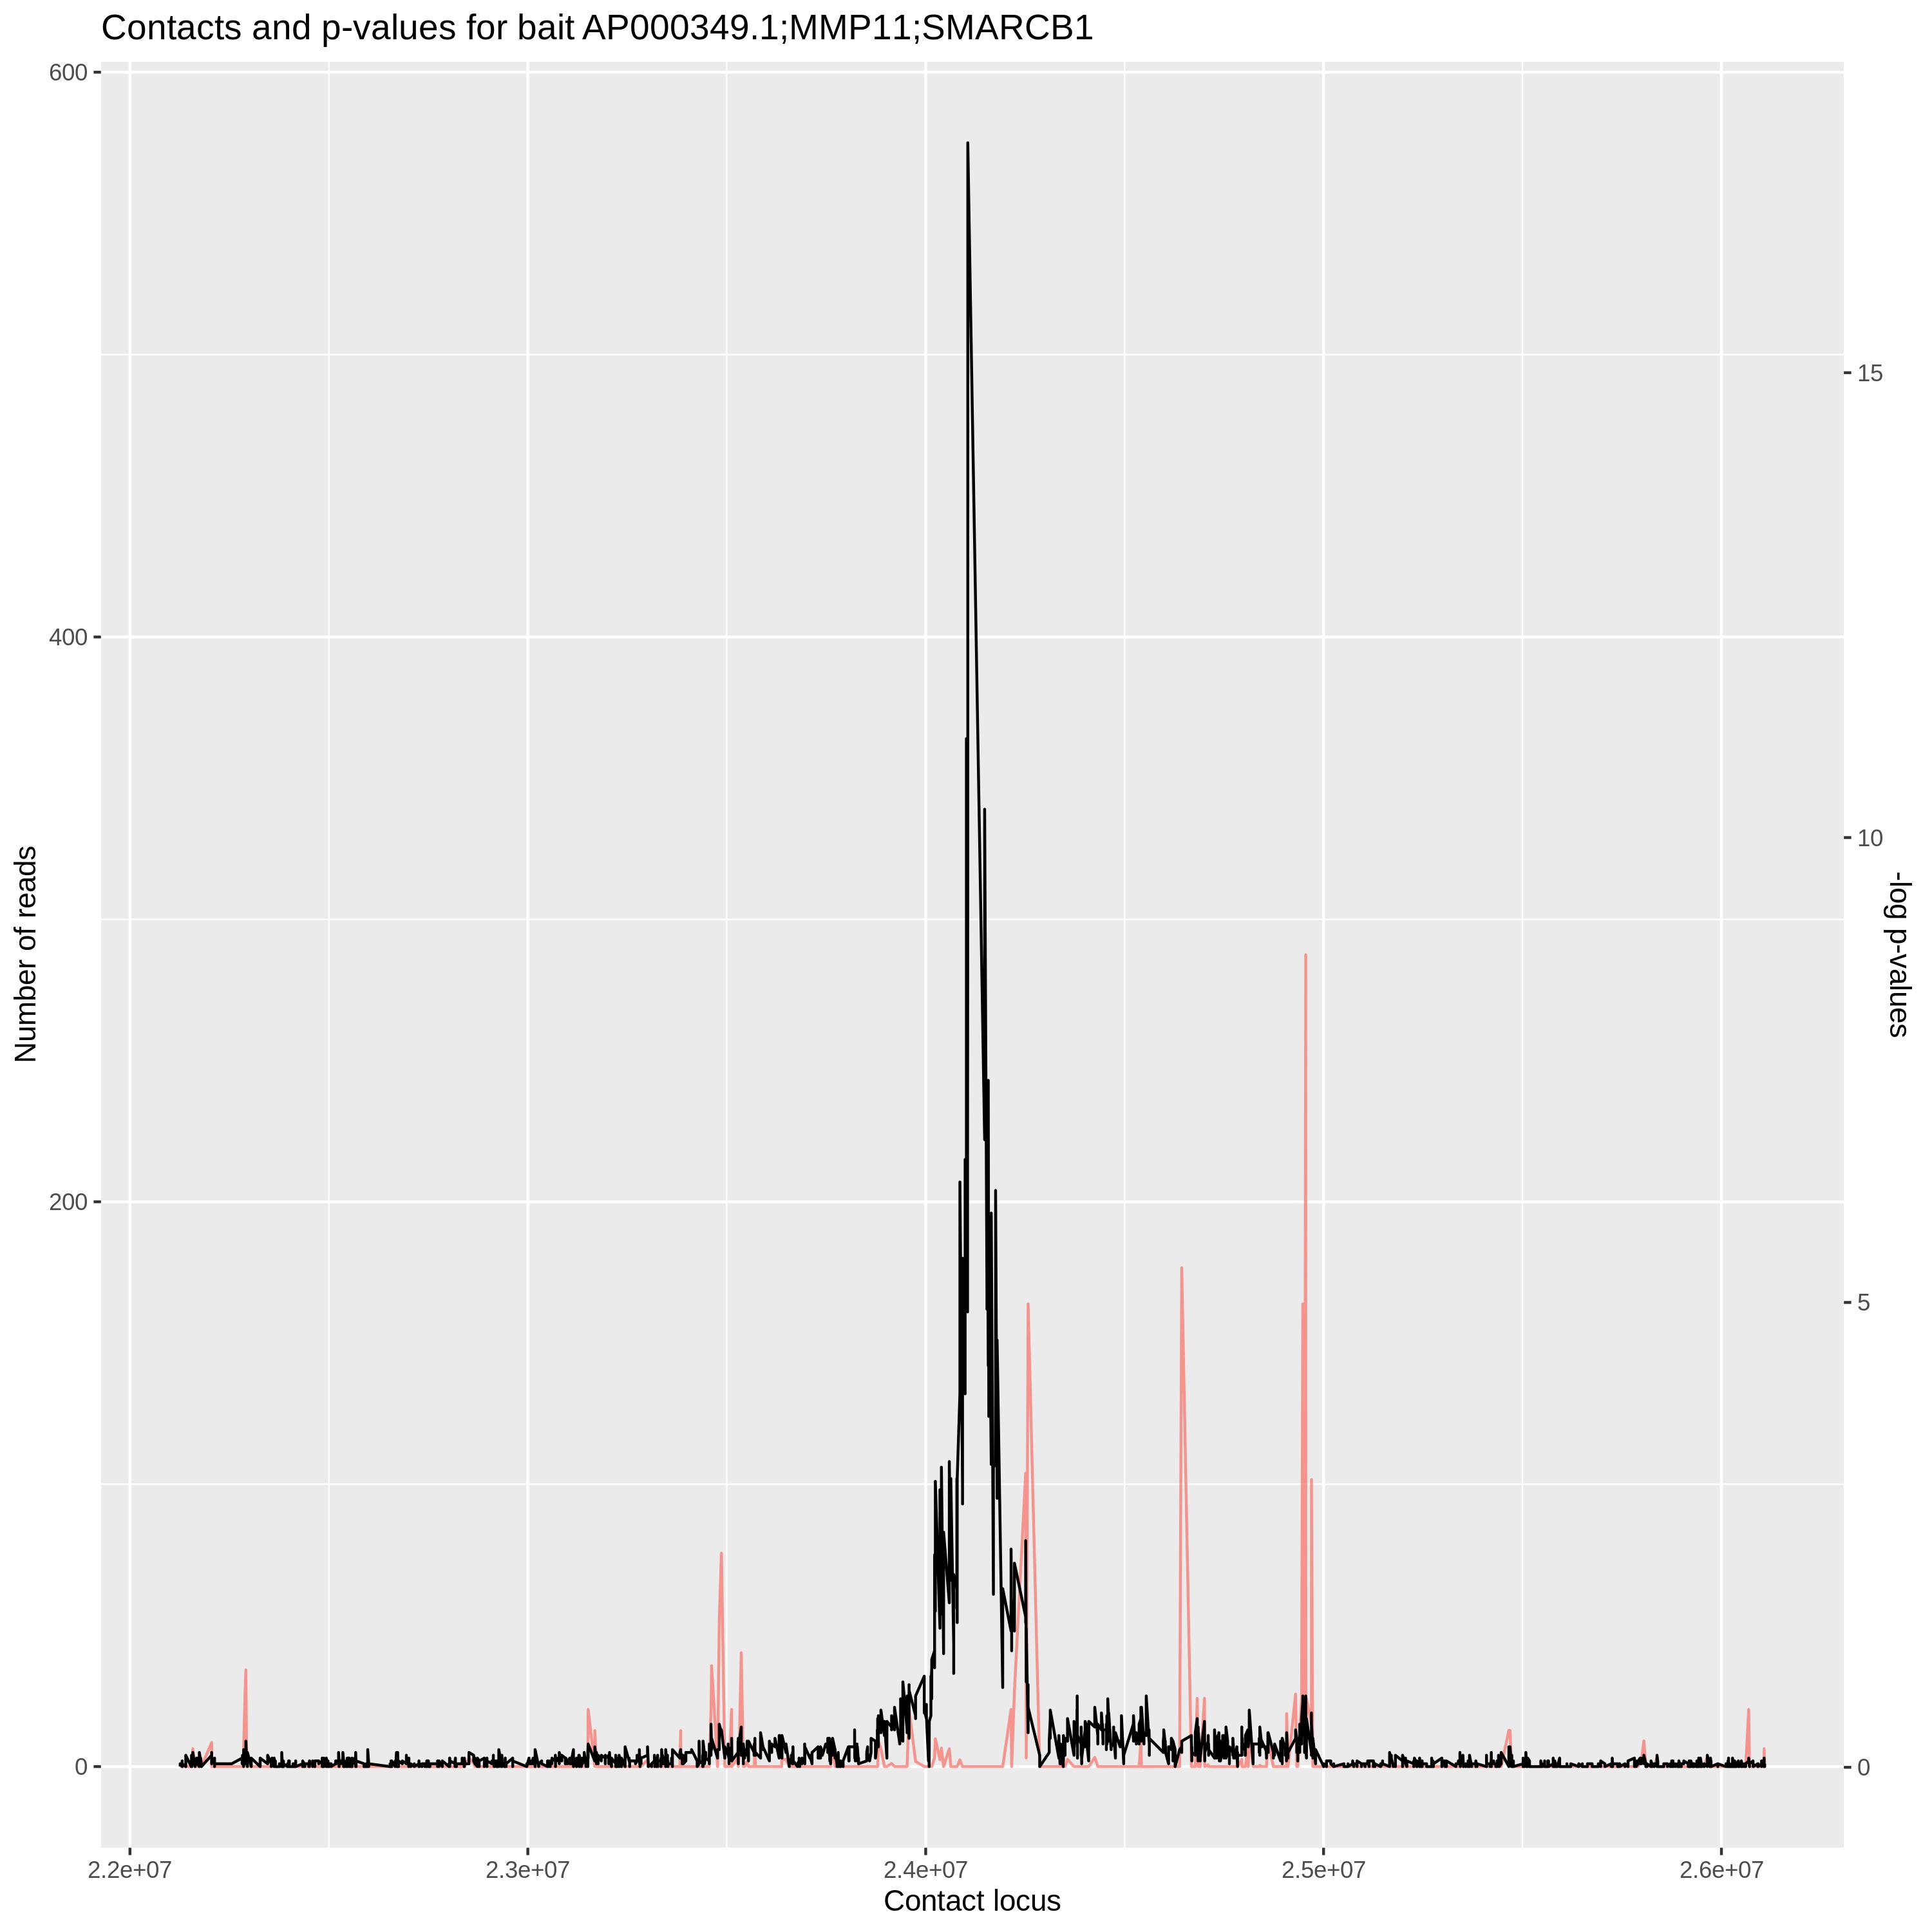 Contacts and p-values for bait AP000349.1;MMP11;SMARCB1
600
400
200
0
Number of reads
15
10
5
0
-log p-values
2.2e+07
2.3e+07
2.4e+07
2.5e+07
2.6e+07
Contact locus